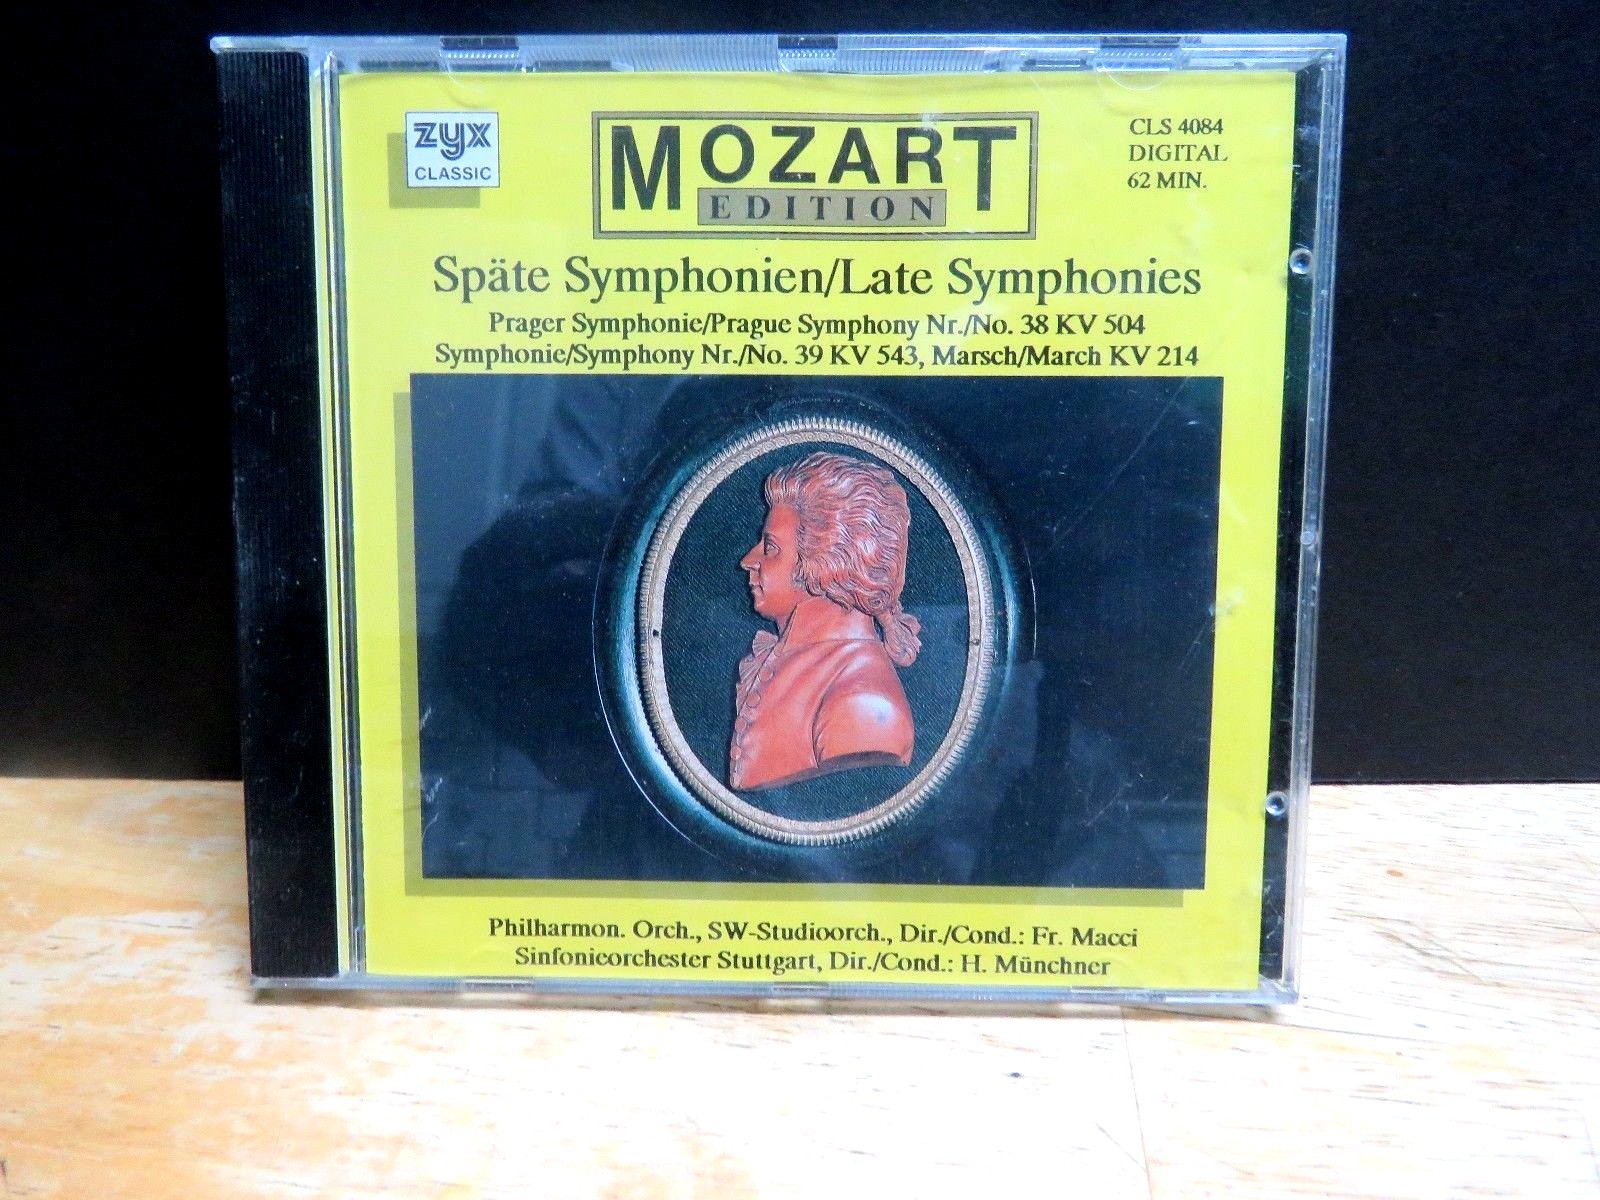 zyx
CLASSIC
MOZART
EDITION
CLS 4084
DIGITAL
62 MIN.
Späte Symphonien/Late Symphonies
Prager Symphonie/Prague Symphony Nr./No. 38 KV 504
Symphonie/Symphony Nr./No. 39 KV 543, Marsch/March KV 214
Philharmon. Orch., SW-Studioorch., Dir./Cond.: Fr. Macci
Sinfonieorchester Stuttgart, Dir./Cond.: H. Münchner